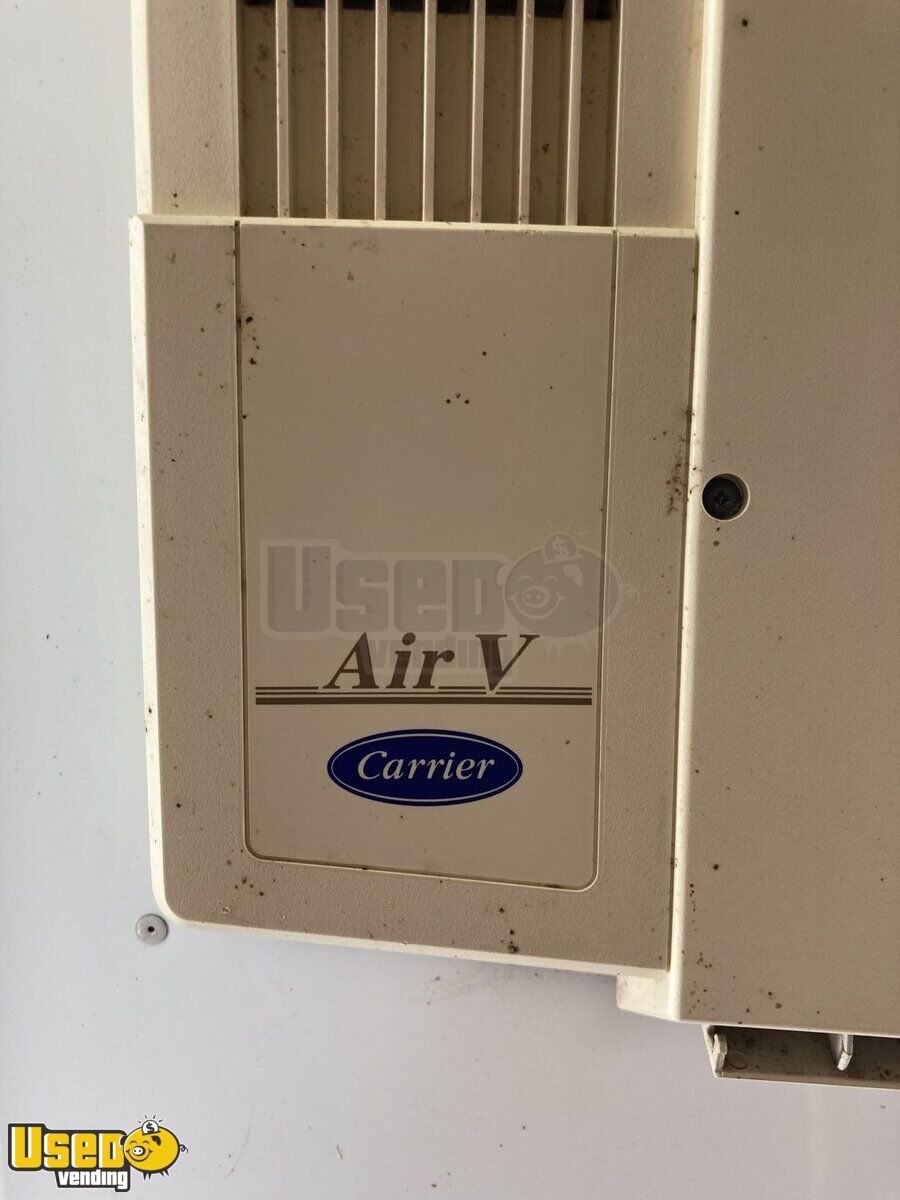 Used
vending
Air V
Carrier
Used
vending